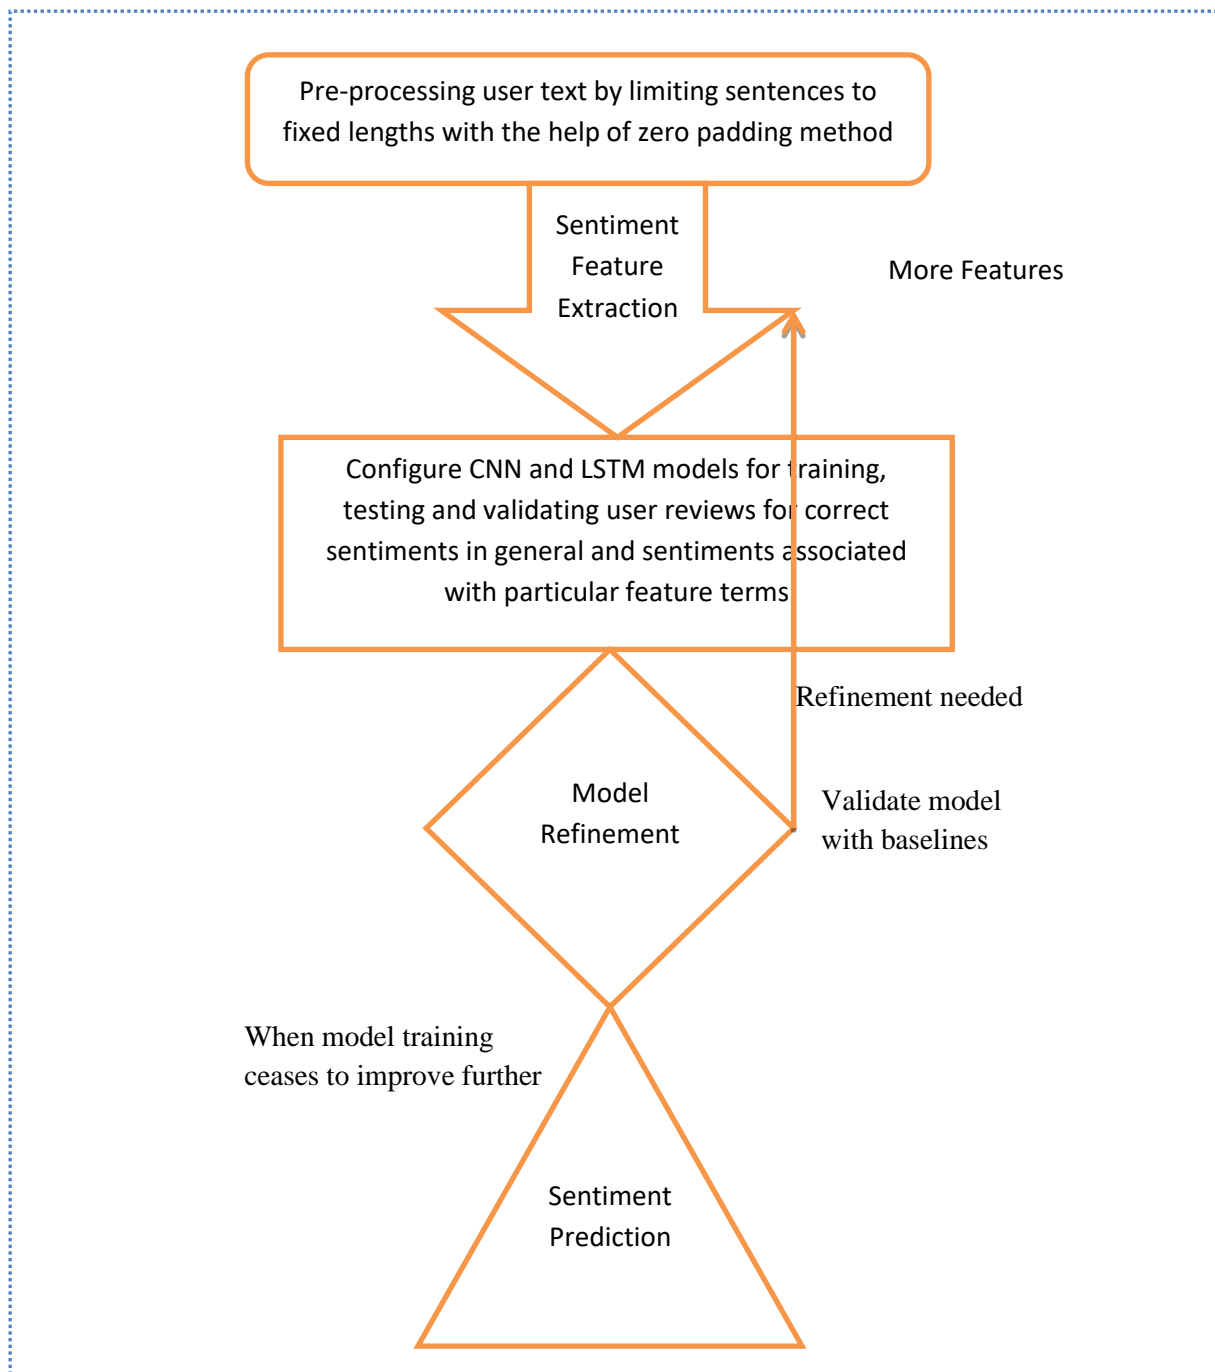 Pre-processing user text by limiting sentences to
fixed lengths with the help of zero padding method
Sentiment
Feature
Extraction
More Features
Configure CNN and LSTM models for training,
testing and validating user reviews for correct
sentiments in general and sentiments associated
with particular feature terms
Refinement needed
Model
Refinement
Validate model
with baselines
When model training
ceases to improve further
Sentiment
Prediction